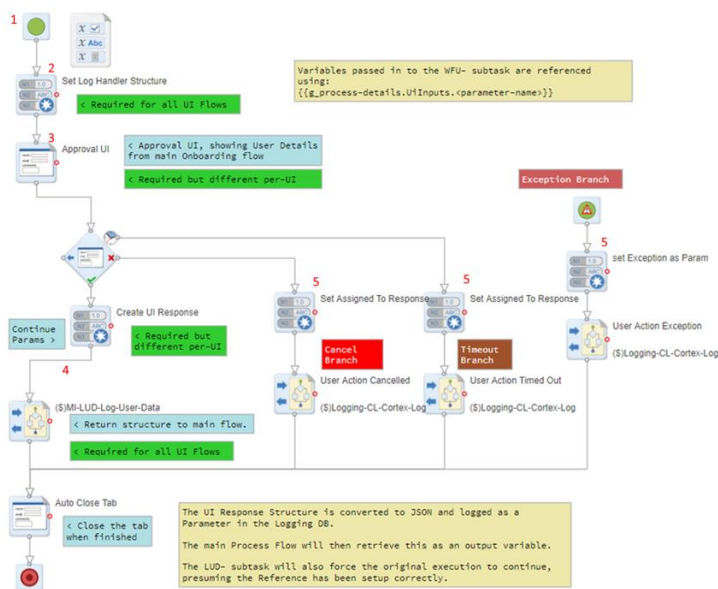 1
2
Set Log Handler Structure
Variables passed in to the WFU- subtask are referenced
using:
{{g_process-details.UiInputs.<parameter-name>}}
< Required for all UI Flows
3
Approval UI
< Approval UI, showing User Details
from main Onboarding flow
< Required but different per-UI
Exception Branch
5
set Exception as Param
5
Set Assigned To Response
5
Set Assigned To Response
Create UI Response
Continue
Params >
< Required but
different per-UI
Cancel
Branch
Timeout
Branch
User Action Exception
($)Logging-CL-Cortex-Log
4
User Action Cancelled
($)Logging-CL-Cortex-Log
User Action Timed Out
($)Logging-CL-Cortex-Log
($)MI-LUD-Log-User-Data
< Return structure to main flow.
< Required for all UI Flows
Auto Close Tab
< Close the tab
when finished
The UI Response Structure is converted to JSON and logged as a
Parameter in the Logging DB.
The main Process Flow will then retrieve this as an output variable.
The LUD- subtask will also force the original execution to continue,
presuming the Reference has been setup correctly.